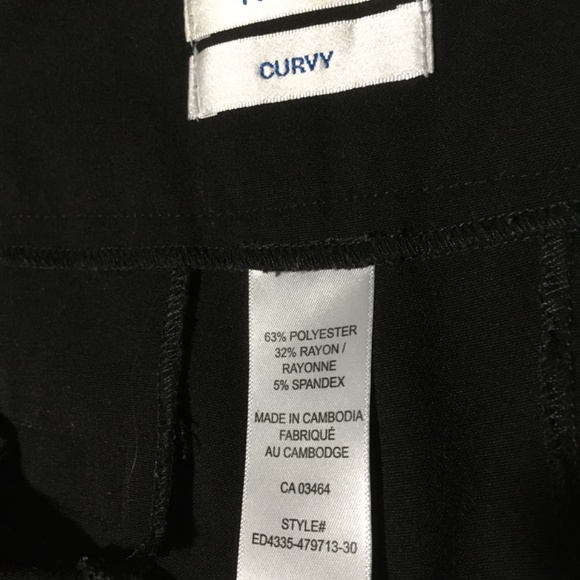 CURVY
63% POLYESTER
32% RAYON /
RAYONNE
5% SPANDEX
MADE IN CAMBODIA
FABRIQUÉ
AU CAMBODGE
CA 03464
STYLE#
ED4335-479713-30